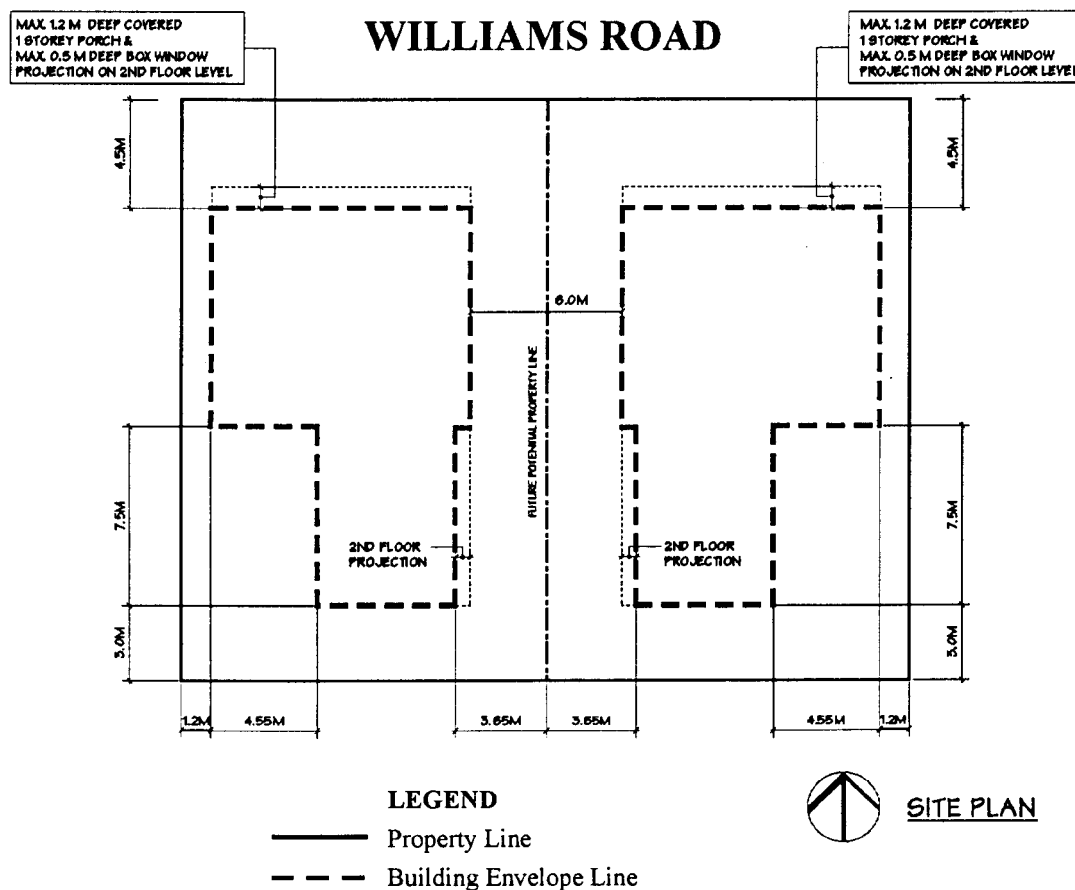 WILLIAMS ROAD
MAX. 1.2 M DEEP COVERED
1 STOREY PORCH &
MAX. 0.5 M DEEP BOX WINDOW
PROJECTION ON 2ND FLOOR LEVEL
MAX. 1.2 M DEEP COVERED
1 STOREY PORCH &
MAX. 0.5 M DEEP BOX WINDOW
PROJECTION ON 2ND FLOOR LEVEL
4.5M
4.5M
6.0M
FUTURE POTENTIAL PROPERTY LINE
7.5M
7.5M
2ND FLOOR
PROJECTION
2ND FLOOR
PROJECTION
3.0M
3.0M
1.2M
4.55M
3.65M
3.65M
4.55M
1.2M
LEGEND
Property Line
Building Envelope Line
SITE PLAN